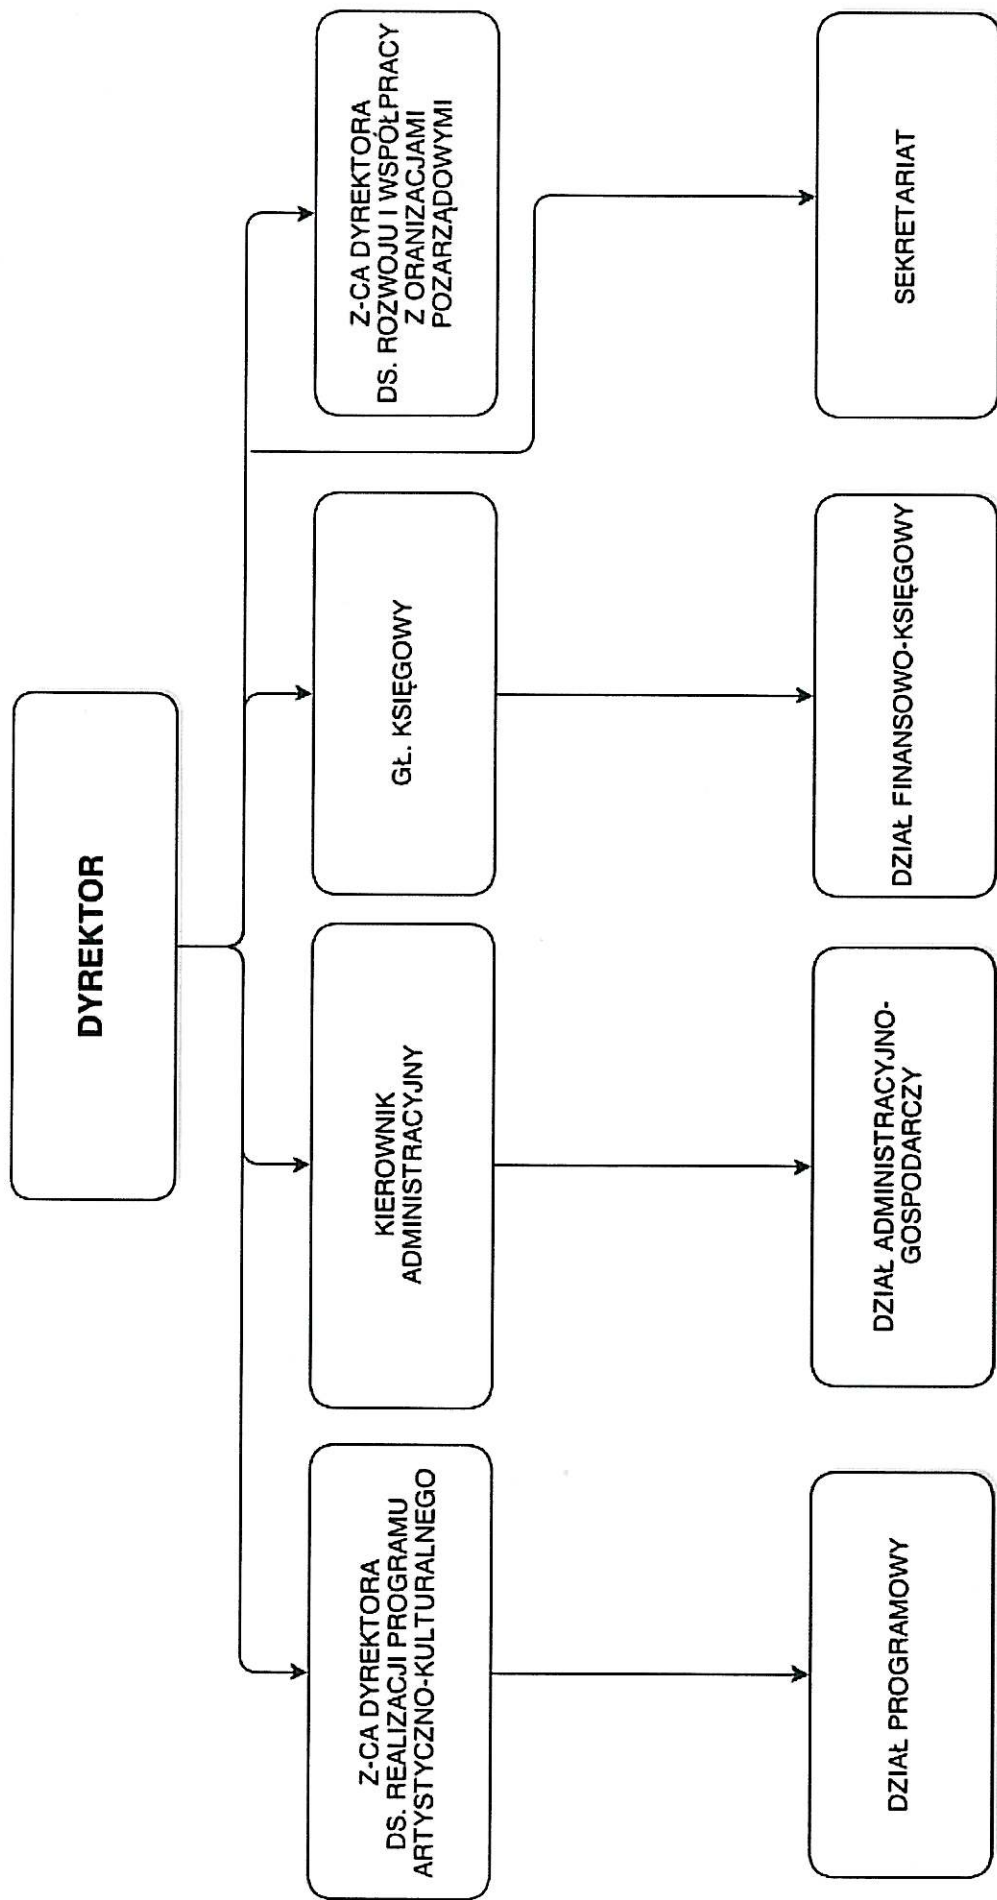 DYREKTOR
Z-CA DYREKTORA
DS. REALIZACJI PROGRAMU
ARTYSTYCZNO-KULTURALNEGO
KIEROWNIK
ADMINISTRACYJNY
GŁ. KSIĘGOWY
Z-CA DYREKTORA
DS. ROZWOJU I WSPÓŁPRACY
Z ORANIZACJAMI
POZARZĄDOWYMI
DZIAŁ PROGRAMOWY
DZIAŁ ADMINISTRACYJNO-
GOSPODARCZY
DZIAŁ FINANSOWO-KSIĘGOWY
SEKRETARIAT